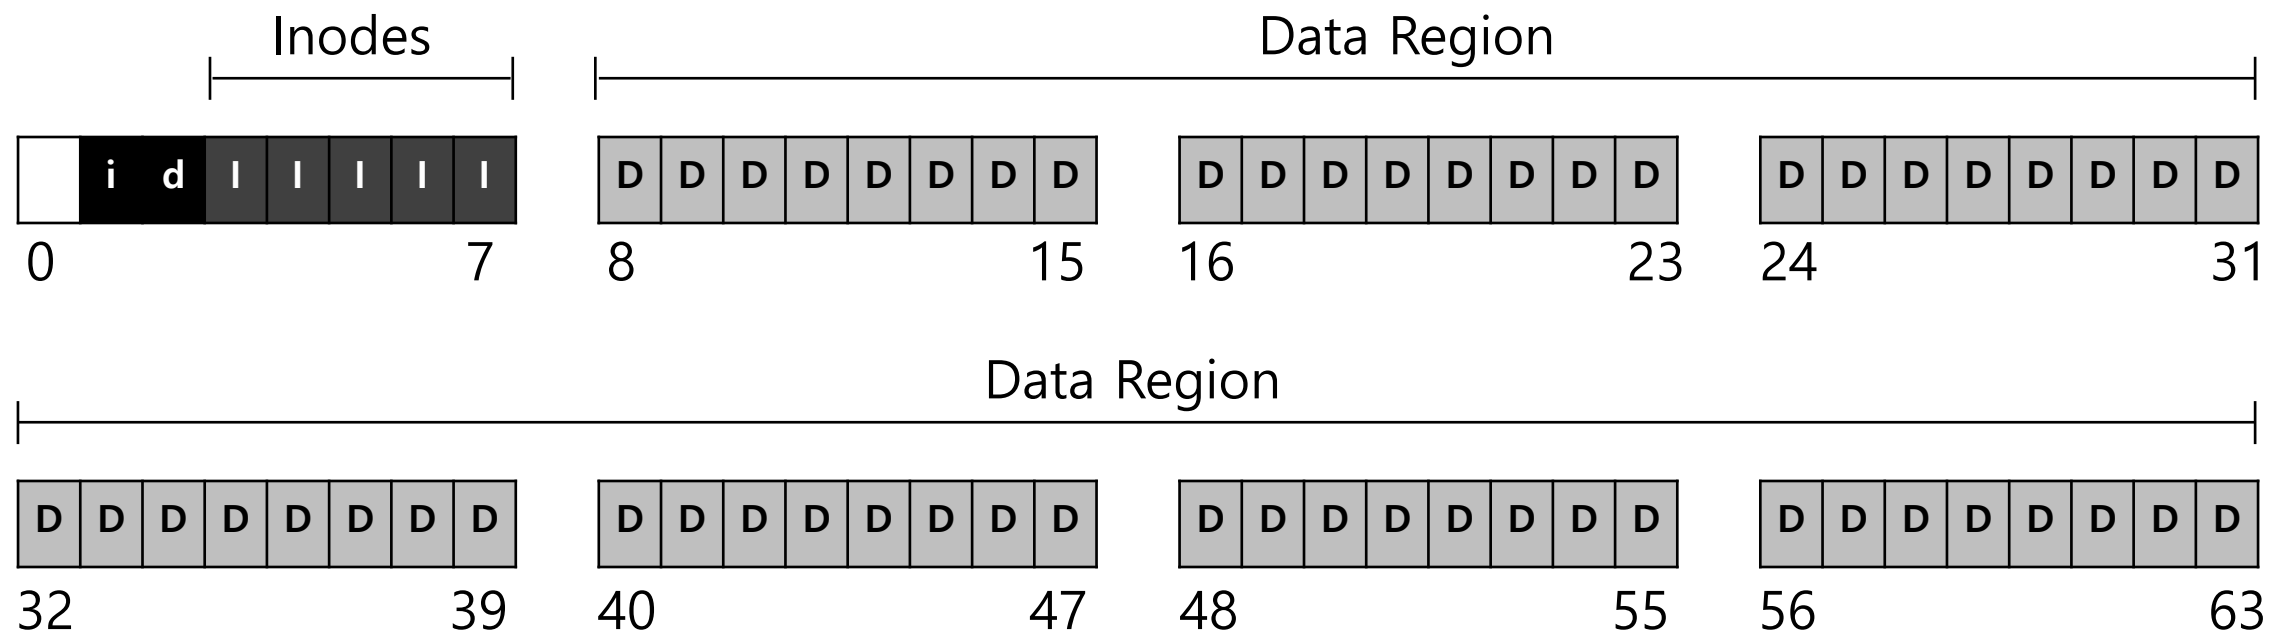 Inodes Data Region
i d I I I I I D D D D D D D D D D D D D D D D D D D D D D D D
0 7 8 15 16 23 24 31
Data Region
D D D D D D D D D D D D D D D D D D D D D D D D D D D D D D D D
32 39 40 47 48 55 56 63